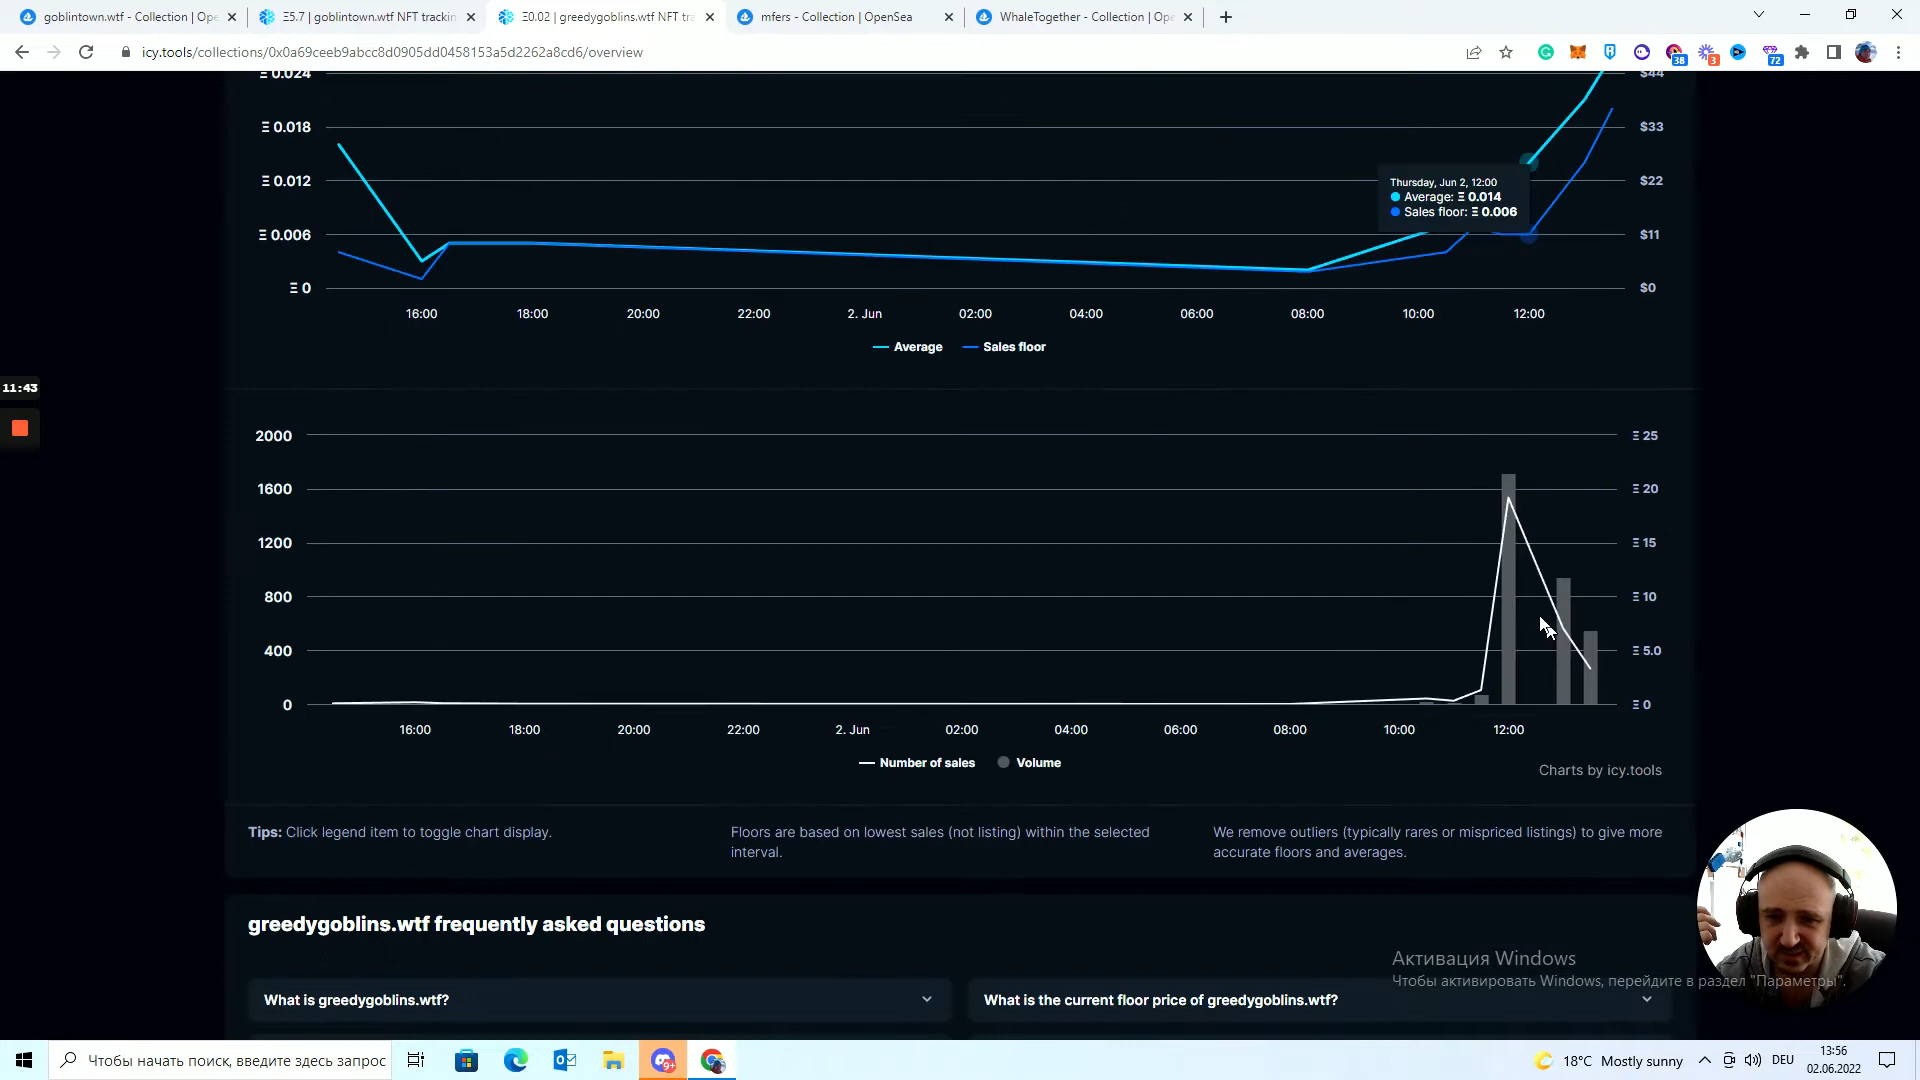 goblintown.wtf - Collection | Ope
Ξ5.7 | goblintown.wtf NFT trackin
Ξ0.02 | greedygoblins.wtf NFT tra
mfers - Collection | OpenSea
WhaleTogether - Collection | Ope
icy.tools/collections/0x0a69ceeb9abcc8d0905dd0458153a5d2262a8cd6/overview
38
3
72
Ξ 0.024
$44
Ξ 0.018
$33
Ξ 0.012
$22
Ξ 0.006
$11
Ξ 0
$0
Thursday, Jun 2, 12:00
Average: Ξ 0.014
Sales floor: Ξ 0.006
16:00 18:00 20:00 22:00 2. Jun 02:00 04:00 06:00 08:00 10:00 12:00
Average Sales floor
11:43
2000
Ξ 25
1600
Ξ 20
1200
Ξ 15
800
Ξ 10
400
Ξ 5.0
0
Ξ 0
16:00 18:00 20:00 22:00 2. Jun 02:00 04:00 06:00 08:00 10:00 12:00
Number of sales Volume
Charts by icy.tools
Tips: Click legend item to toggle chart display.
Floors are based on lowest sales (not listing) within the selected
interval.
We remove outliers (typically rares or mispriced listings) to give more
accurate floors and averages.
greedygoblins.wtf frequently asked questions
What is greedygoblins.wtf?
What is the current floor price of greedygoblins.wtf?
Активация Windows
Чтобы активировать Windows, перейдите в раздел "Параметры".
Чтобы начать поиск, введите здесь запрос
9+
18°C Mostly sunny
DEU
13:56
02.06.2022